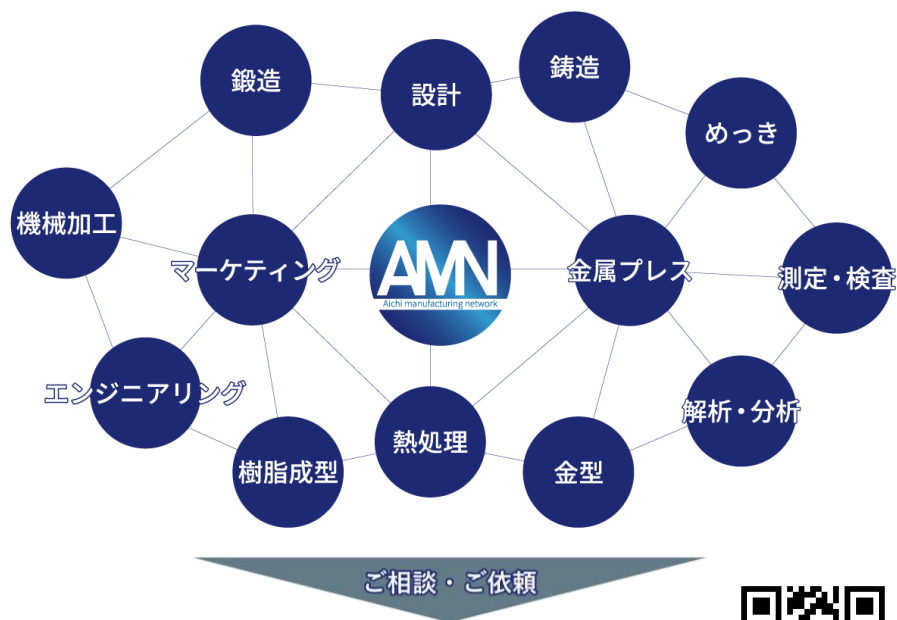 鍛造
設計
鋳造
めっき
機械加工
マーケティング
AMN
Aichi manufacturing network
金属プレス
測定・検査
エンジニアリング
樹脂成型
熱処理
金型
解析・分析
ご相談・ご依頼